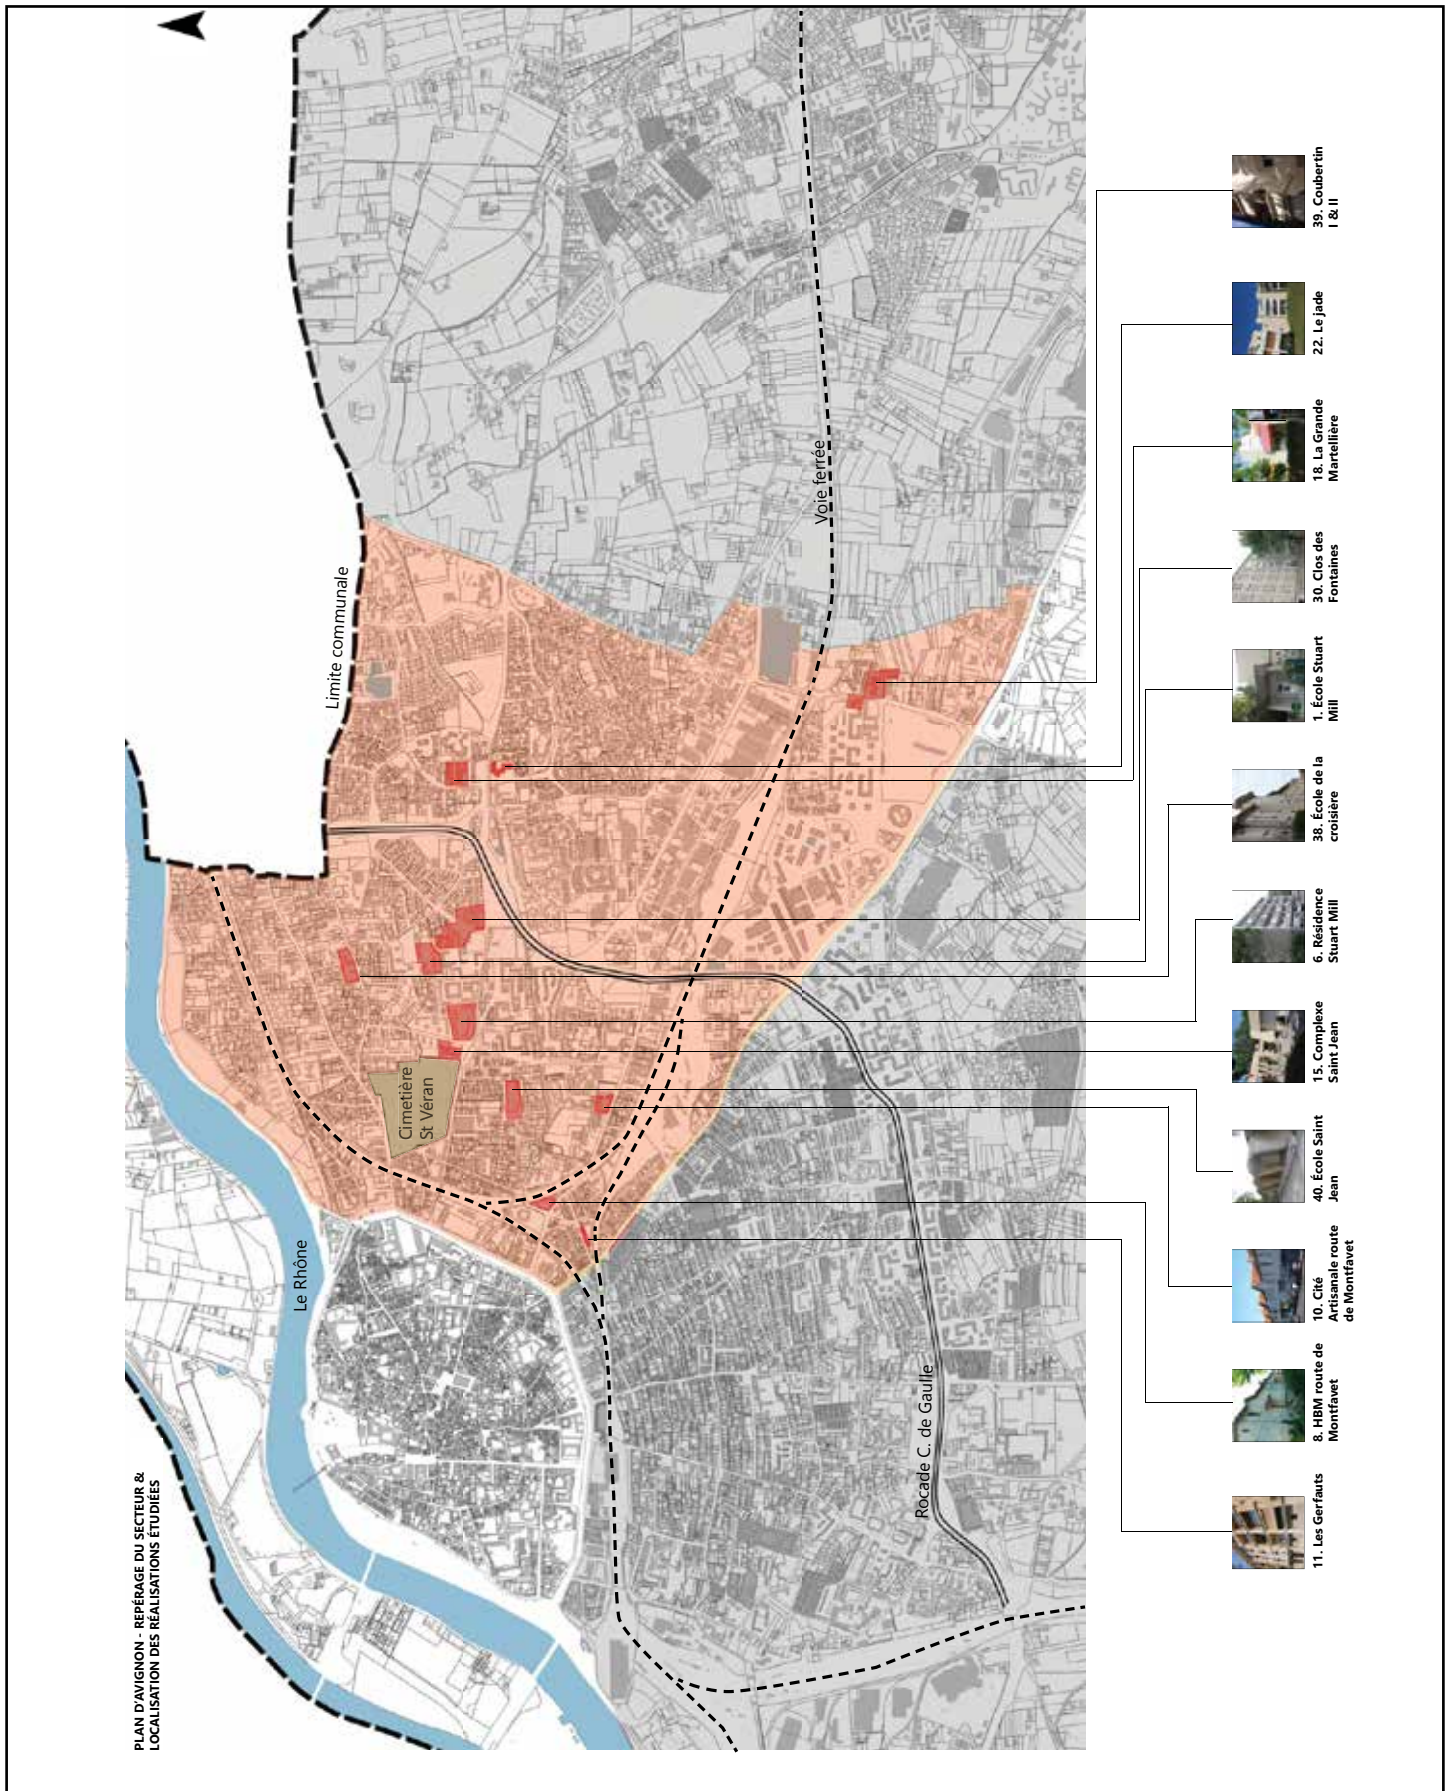 PLAN D'AVIGNON - REPÉRAGE DU SECTEUR &
LOCALISATION DES RÉALISATIONS ÉTUDIÉES
Le Rhône
Limite communale
Cimetière
St Véran
Voie ferrée
Rocade C. de Gaulle
11. Les Gerfauts
8. HBM route de
Montfavet
10. Cité
Artisanale route
de Montfavet
40. École Saint
Jean
15. Complexe
Saint Jean
6. Résidence
Stuart Mill
38. École de la
croisière
1. École Stuart
Mill
30. Clos des
Fontaines
18. La Grande
Martellière
22. Le jade
39. Coubertin
I & II